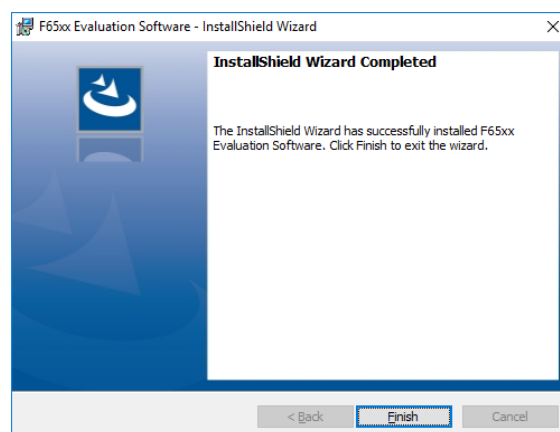 F65xx Evaluation Software - InstallShield Wizard
InstallShield Wizard Completed
The InstallShield Wizard has successfully installed F65xx
Evaluation Software. Click Finish to exit the wizard.
< Back
Finish
Cancel